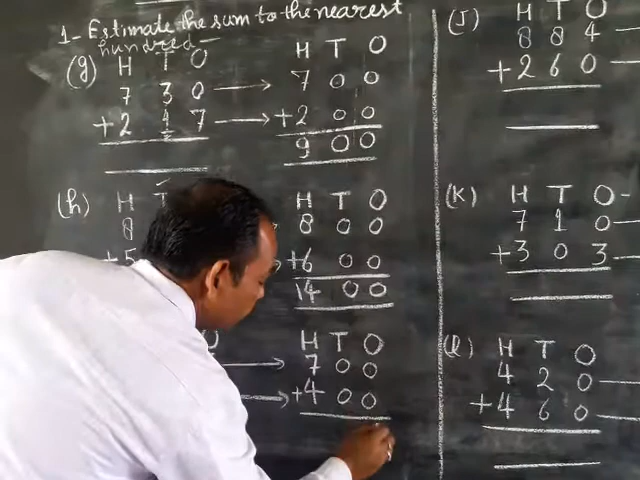 1- Estimate the sum to the nearest
hundred
(g) H T O
7 3 0
+2 1 7
H T O
7 0 0
+2 0 0
9 0 0
(h) H
8
+5
H T O
8 0 0
+6 0 0
14 0 0
H T O
7 0 0
+4 0 0
(J) H T O
8 8 4
+2 6 0
(K) H T O
7 1 0
+3 0 3
(l) H T O
4 2 0
+4 6 0